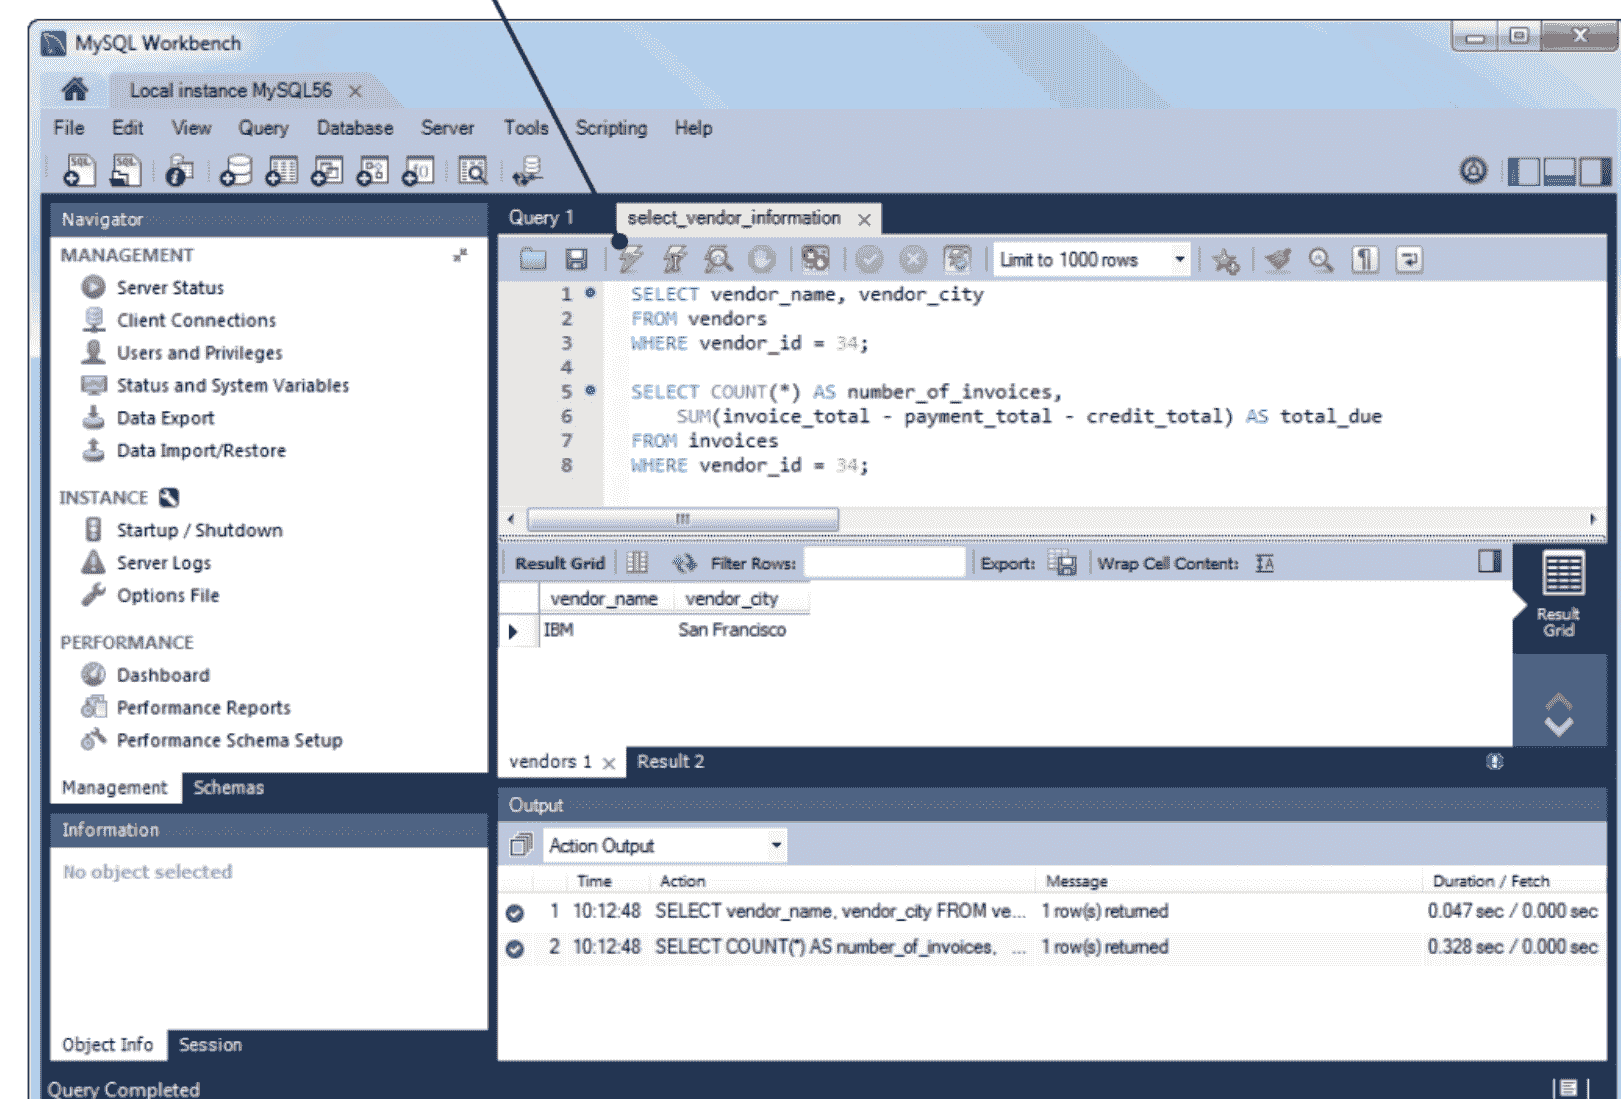 MySQL Workbench
Local instance MySQL56
File Edit View Query Database Server Tools Scripting Help
Navigator
MANAGEMENT
Server Status
Client Connections
Users and Privileges
Status and System Variables
Data Export
Data Import/Restore
INSTANCE
Startup / Shutdown
Server Logs
Options File
PERFORMANCE
Dashboard
Performance Reports
Performance Schema Setup
Management Schemas
Information
No object selected
Object Info Session
Query 1 select_vendor_information
Limit to 1000 rows
1 SELECT vendor_name, vendor_city
2 FROM vendors
3 WHERE vendor_id = 34;
4
5 SELECT COUNT(*) AS number_of_invoices,
6 SUM(invoice_total - payment_total - credit_total) AS total_due
7 FROM invoices
8 WHERE vendor_id = 34;
Result Grid Filter Rows: Export: Wrap Cell Content: IA
vendor_name vendor_city
IBM San Francisco
Result
Grid
vendors 1 Result 2
Output
Action Output
Time Action Message Duration / Fetch
1 10:12:48 SELECT vendor_name, vendor_city FROM ve... 1 row(s) returned 0.047 sec / 0.000 sec
2 10:12:48 SELECT COUNT(*) AS number_of_invoices, ... 1 row(s) returned 0.328 sec / 0.000 sec
Query Completed